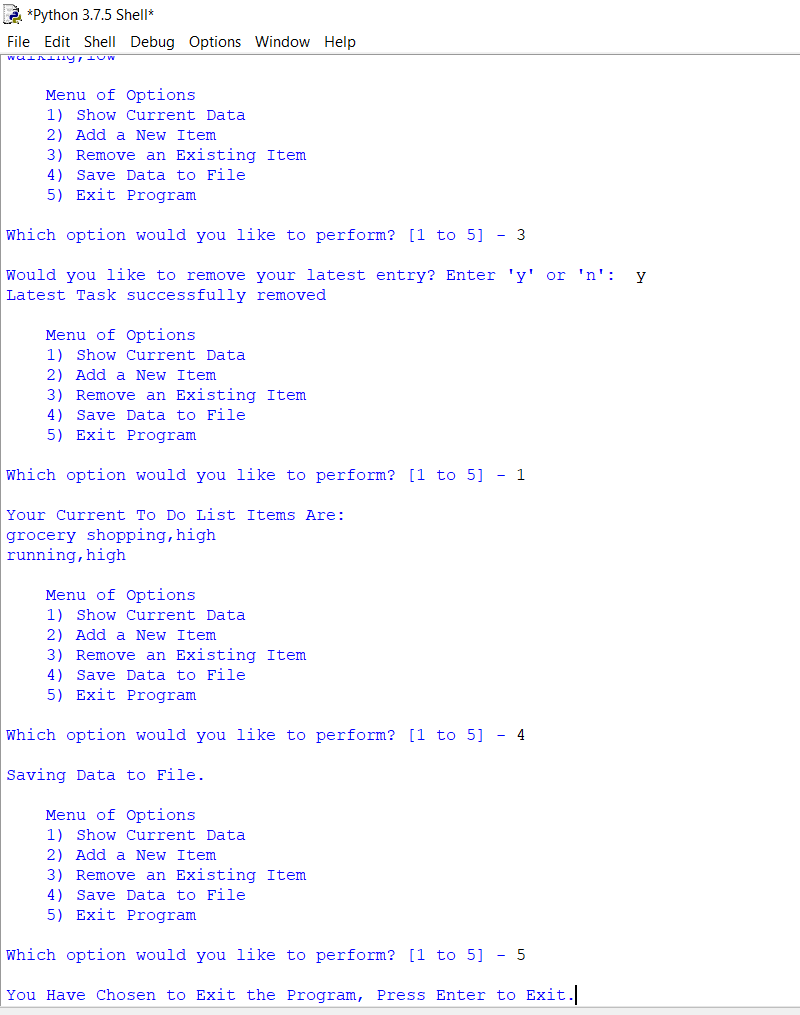 *Python 3.7.5 Shell*
File Edit Shell Debug Options Window Help
walking,low
Menu of Options
1) Show Current Data
2) Add a New Item
3) Remove an Existing Item
4) Save Data to File
5) Exit Program
Which option would you like to perform? [1 to 5] - 3
Would you like to remove your latest entry? Enter 'y' or 'n':  y
Latest Task successfully removed
Menu of Options
1) Show Current Data
2) Add a New Item
3) Remove an Existing Item
4) Save Data to File
5) Exit Program
Which option would you like to perform? [1 to 5] - 1
Your Current To Do List Items Are:
grocery shopping,high
running,high
Menu of Options
1) Show Current Data
2) Add a New Item
3) Remove an Existing Item
4) Save Data to File
5) Exit Program
Which option would you like to perform? [1 to 5] - 4
Saving Data to File.
Menu of Options
1) Show Current Data
2) Add a New Item
3) Remove an Existing Item
4) Save Data to File
5) Exit Program
Which option would you like to perform? [1 to 5] - 5
You Have Chosen to Exit the Program, Press Enter to Exit.